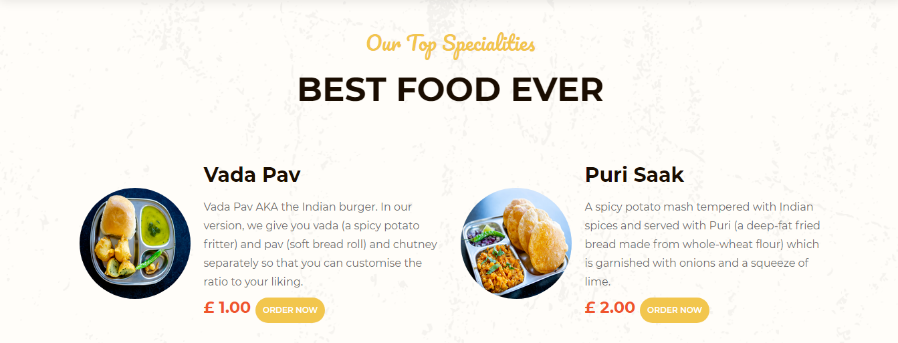 Our Top Specialities
BEST FOOD EVER
Vada Pav
Vada Pav AKA the Indian burger. In our
version, we give you vada (a spicy potato
fritter) and pav (soft bread roll) and chutney
separately so that you can customise the
ratio to your liking.
£ 1.00 ORDER NOW
Puri Saak
A spicy potato mash tempered with Indian
spices and served with Puri (a deep-fat fried
bread made from whole-wheat flour) which
is garnished with onions and a squeeze of
lime.
£ 2.00 ORDER NOW